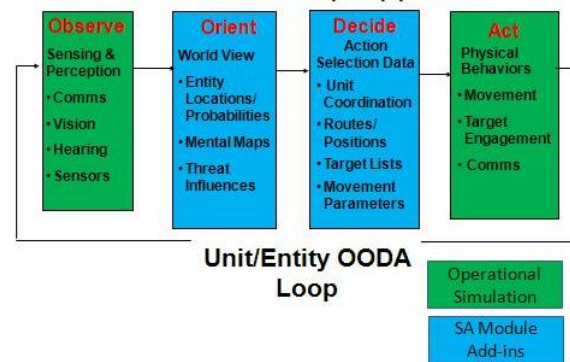 Observe
Sensing &
Perception
• Comms
• Vision
• Hearing
• Sensors
Orient
World View
• Entity
Locations/
Probabilities
• Mental Maps
• Threat
Influences
Decide
Action
Selection Data
• Unit
Coordination
• Routes/
Positions
• Target Lists
• Movement
Parameters
Act
Physical
Behaviors
• Movement
• Target
Engagement
• Comms
Unit/Entity OODA
Loop
Operational
Simulation
SA Module
Add-ins